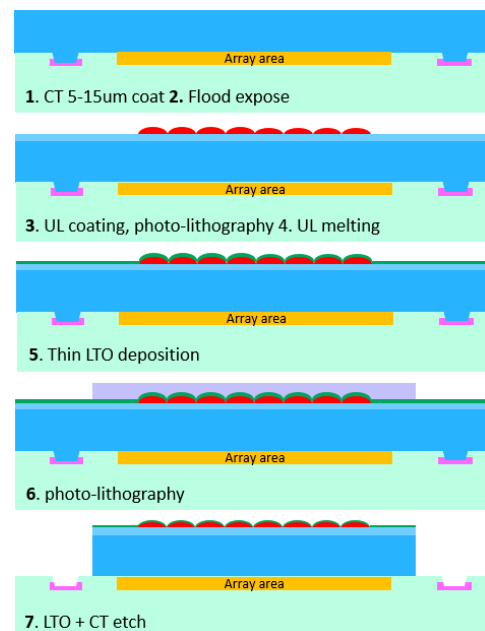 Array area
1. CT 5-15um coat 2. Flood expose
Array area
3. UL coating, photo-lithography 4. UL melting
Array area
5. Thin LTO deposition
Array area
6. photo-lithography
Array area
7. LTO + CT etch